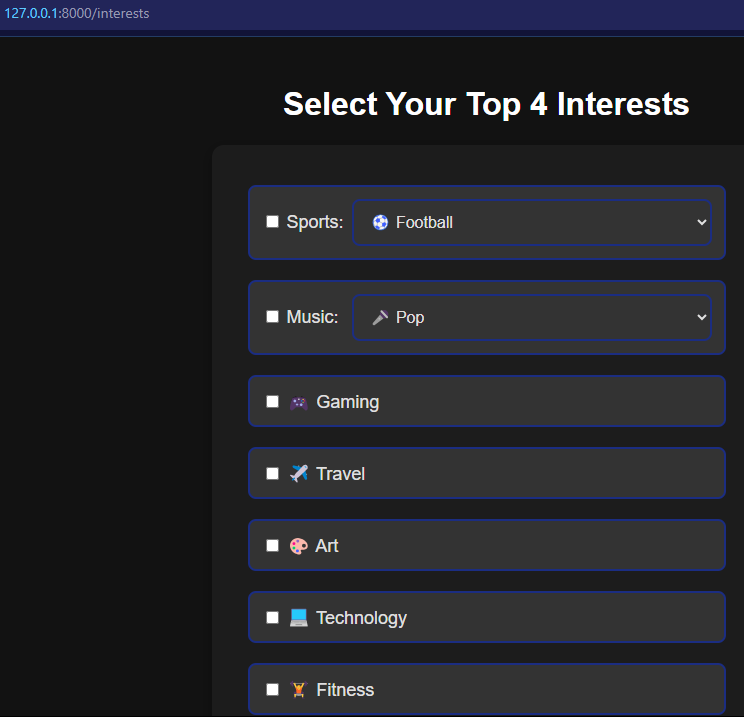 127.0.0.1:8000/interests
Select Your Top 4 Interests
Sports: ⚽ Football
Music: 🎤 Pop
🎮 Gaming
✈️ Travel
🎨 Art
💻 Technology
🏋️ Fitness